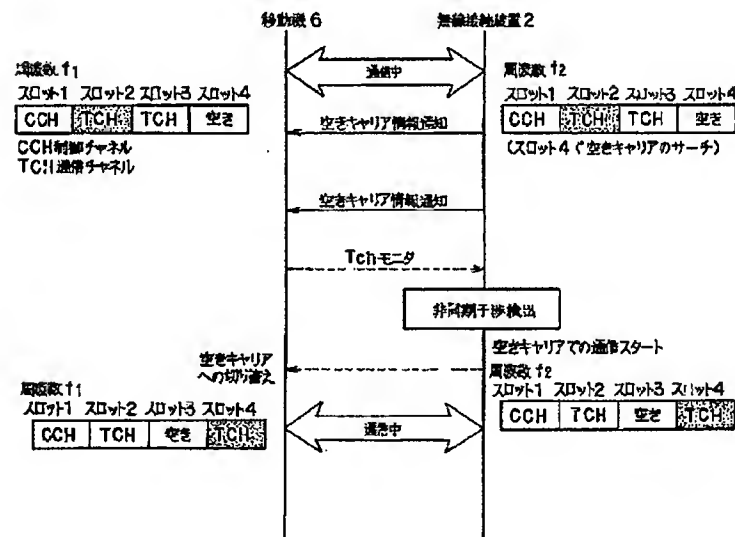 移動機6
無線接続装置2
通信中
周波数 f1
スロット1 スロット2 スロット3 スロット4
CCH TCH TCH 空き
CCH制御チャネル
TCH通信チャネル
周波数 f2
スロット1 スロット2 スロット3 スロット4
CCH TCH TCH 空き
(スロット4で空きキャリアのサーチ)
空きキャリア情報通知
空きキャリア情報通知
Tchモニタ
非同期干渉検出
空きキャリアでの通信スタート
空きキャリア
への切り替え
周波数 f1
スロット1 スロット2 スロット3 スロット4
CCH TCH 空き TCH
通信中
周波数 f2
スロット1 スロット2 スロット3 スロット4
CCH TCH 空き TCH